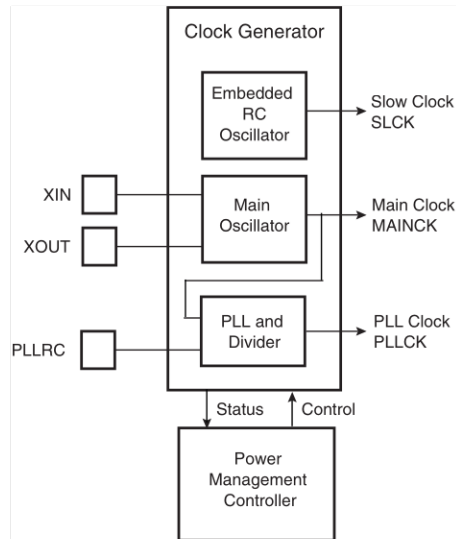 Clock Generator
Embedded
RC
Oscillator
Slow Clock
SLCK
XIN
Main
Oscillator
Main Clock
MAINCK
XOUT
PLL and
Divider
PLL Clock
PLLCK
PLLRC
Status
Control
Power
Management
Controller